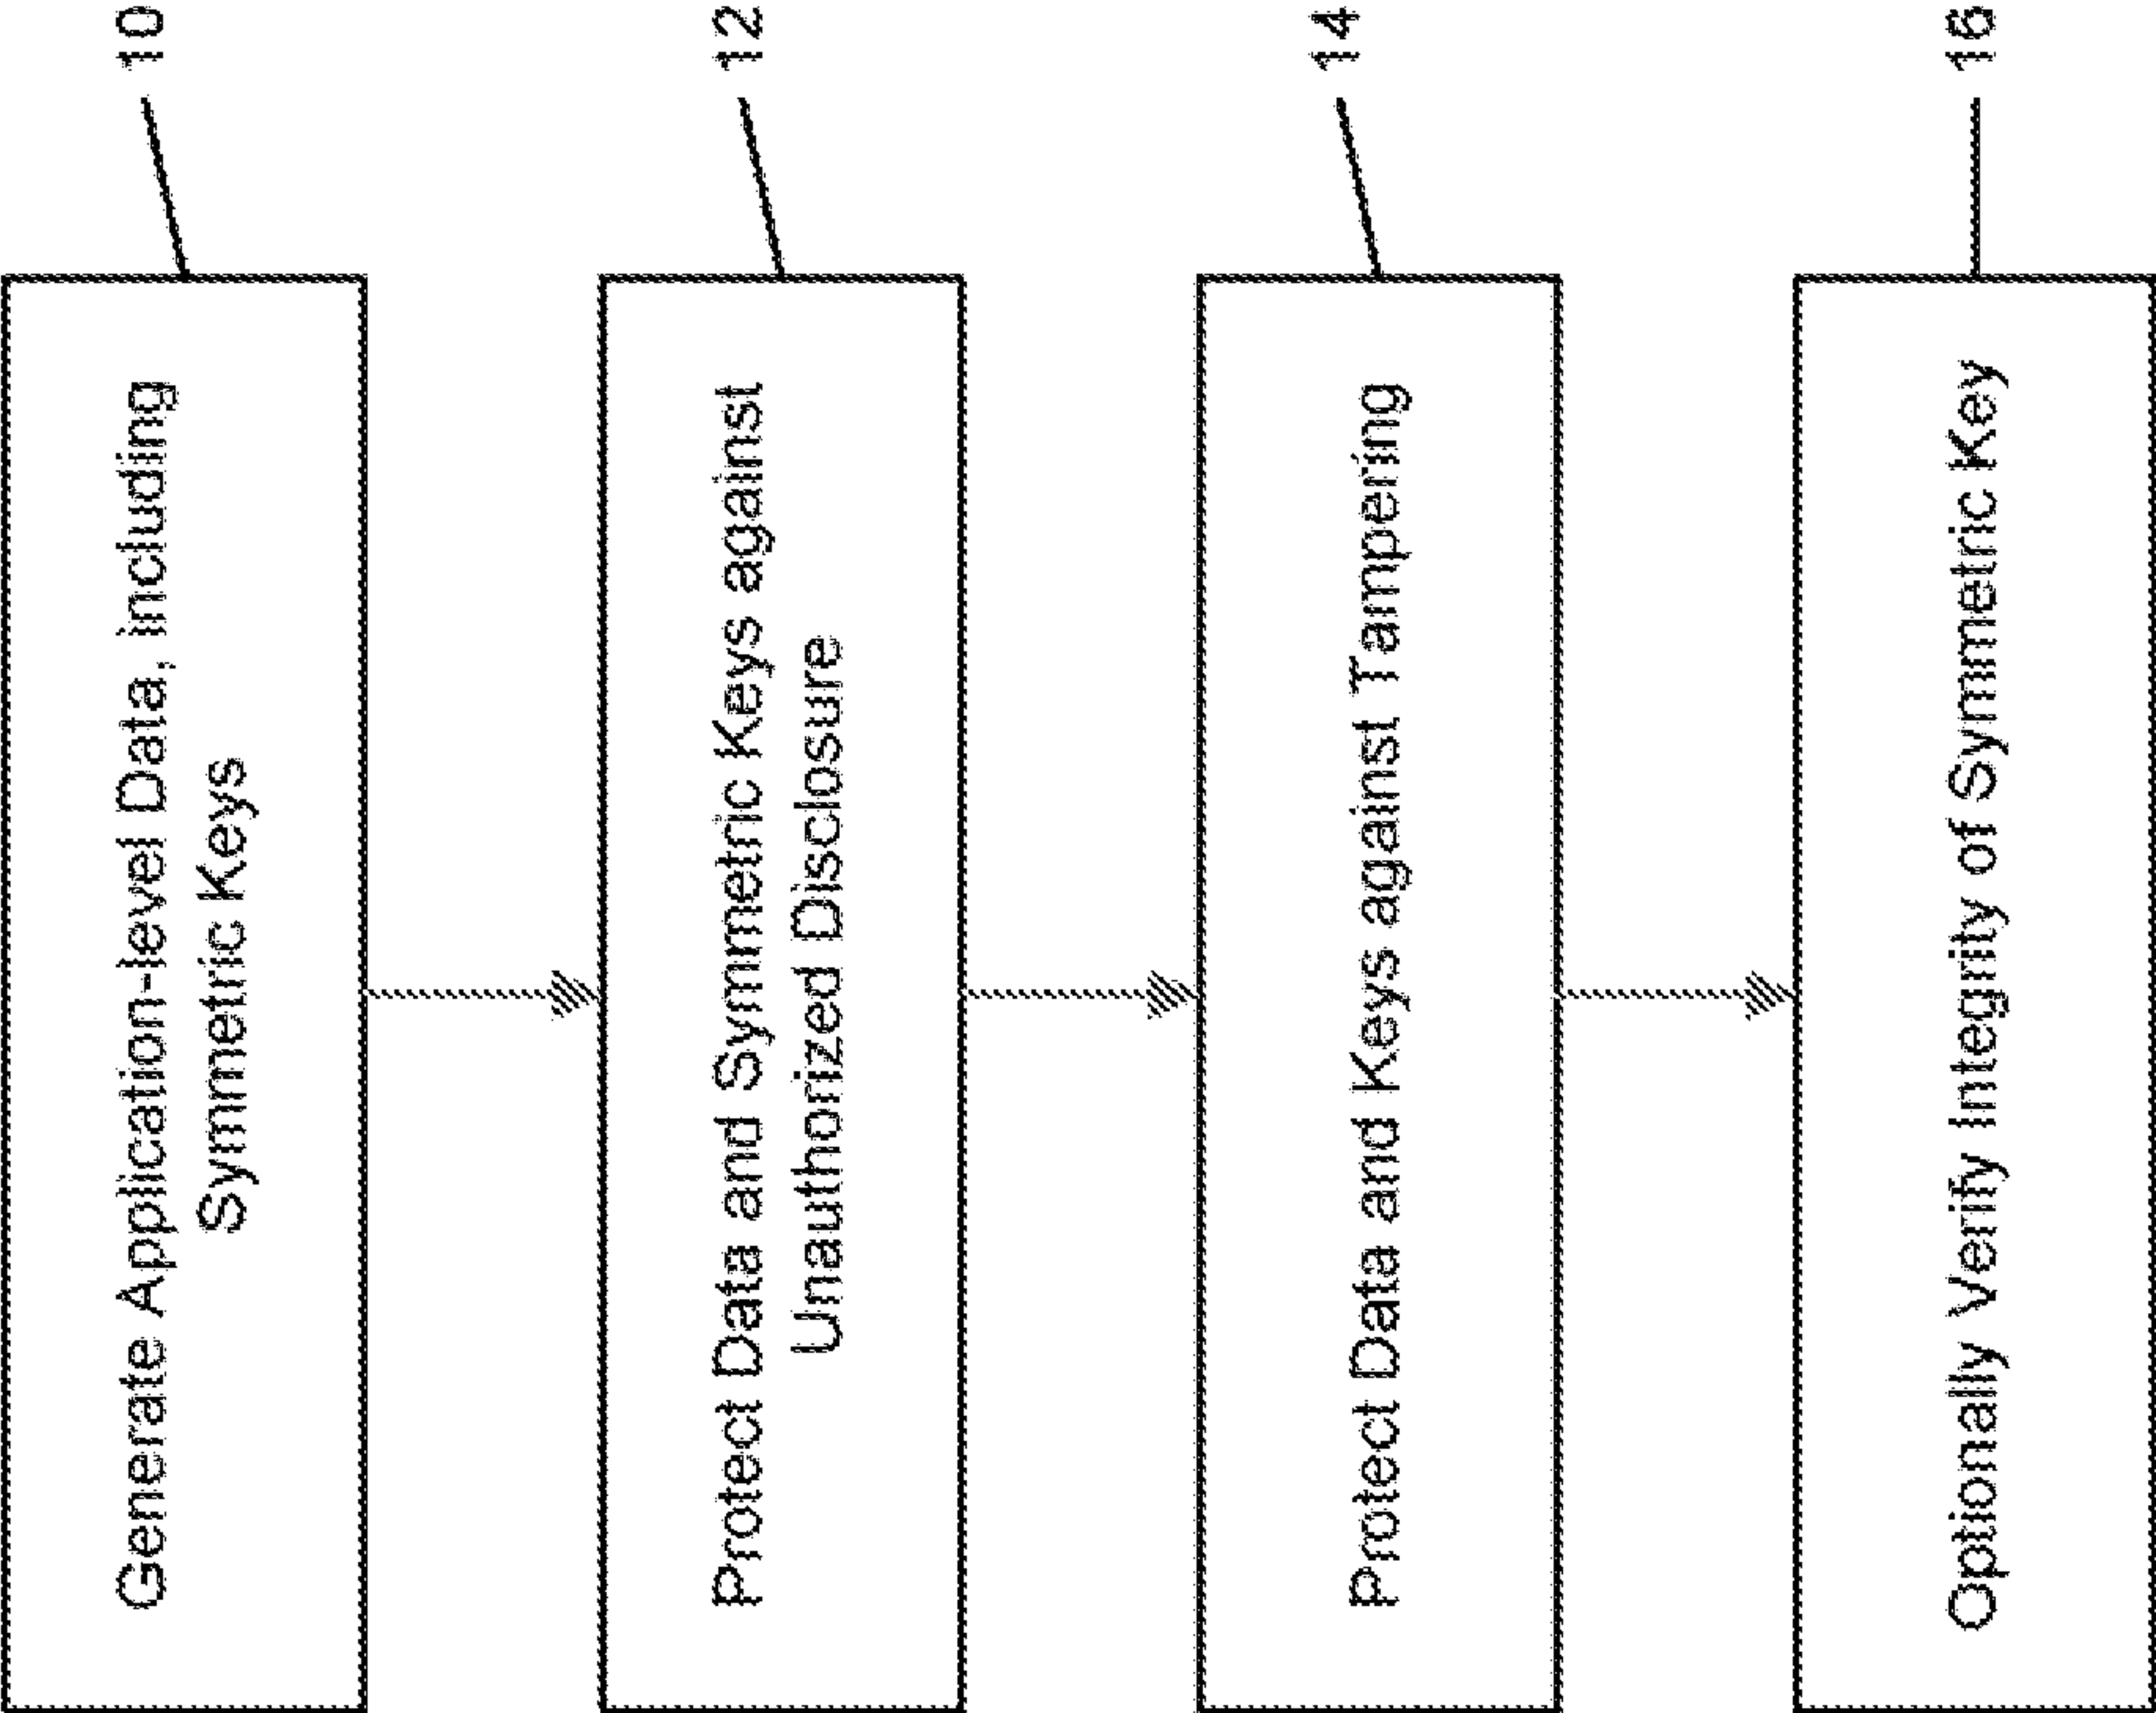 Generate Application-level Data, including
Symmetric Keys
10
Protect Data and Symmetric Keys against
Unauthorized Disclosure
12
Protect Data and Keys against Tampering
14
Optionally Verify Integrity of Symmetric Key
16